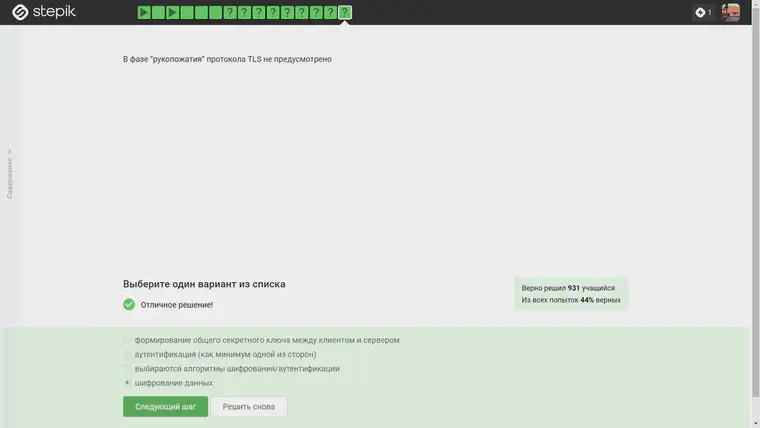 stepik
1
В фазе "рукопожатия" протокола TLS не предусмотрено
Содержание
Выберите один вариант из списка
Отличное решение!
Верно решил 931 учащийся
Из всех попыток 44% верных
формирование общего секретного ключа между клиентом и сервером
аутентификация (как минимум одной из сторон)
выбираются алгоритмы шифрования/аутентификации
шифрование данных
Следующий шаг
Решить снова